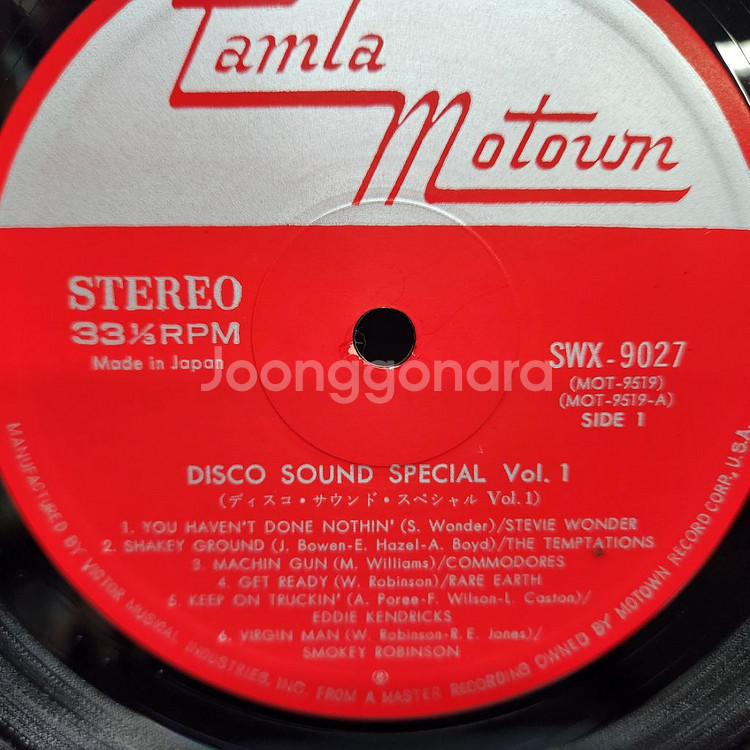 Tamla
Motown
STEREO
33⅓RPM
Made in Japan
SWX-9027
(MOT-9519)
(MOT-9519-A)
SIDE 1
Joonggonara
DISCO SOUND SPECIAL Vol. 1
(ディスコ・サウンド・スペシャル Vol.1)
1. YOU HAVEN'T DONE NOTHIN' (S. Wonder)/STEVIE WONDER
2. SHAKEY GROUND (J. Bowen-E. Hazel-A. Boyd)/THE TEMPTATIONS
3. MACHIN GUN (M. Williams)/COMMODORES
4. GET READY (W. Robinson)/RARE EARTH
5. KEEP ON TRUCKIN' (A. Poree-F. Wilson-L. Caston)/
EDDIE KENDRICKS
6. VIRGIN MAN (W. Robinson-R.E. Jones)/
SMOKEY ROBINSON
MANUFACTURED BY VICTOR MUSICAL INDUSTRIES, INC. FROM A MASTER RECORDING OWNED BY MOTOWN RECORD CORP., U.S.A.